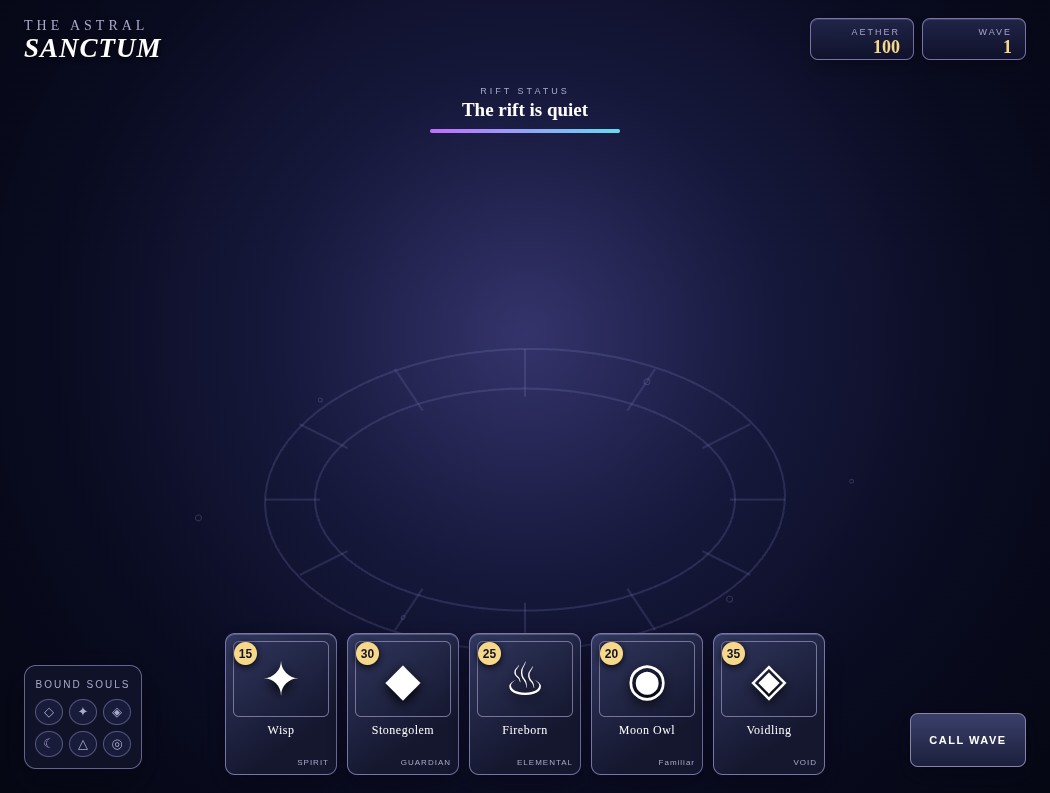 THE ASTRAL
SANCTUM
AETHER
100
WAVE
1
RIFT STATUS
The rift is quiet
BOUND SOULS
15
Wisp
SPIRIT
30
Stonegolem
GUARDIAN
25
Fireborn
ELEMENTAL
20
Moon Owl
Familiar
35
Voidling
VOID
CALL WAVE